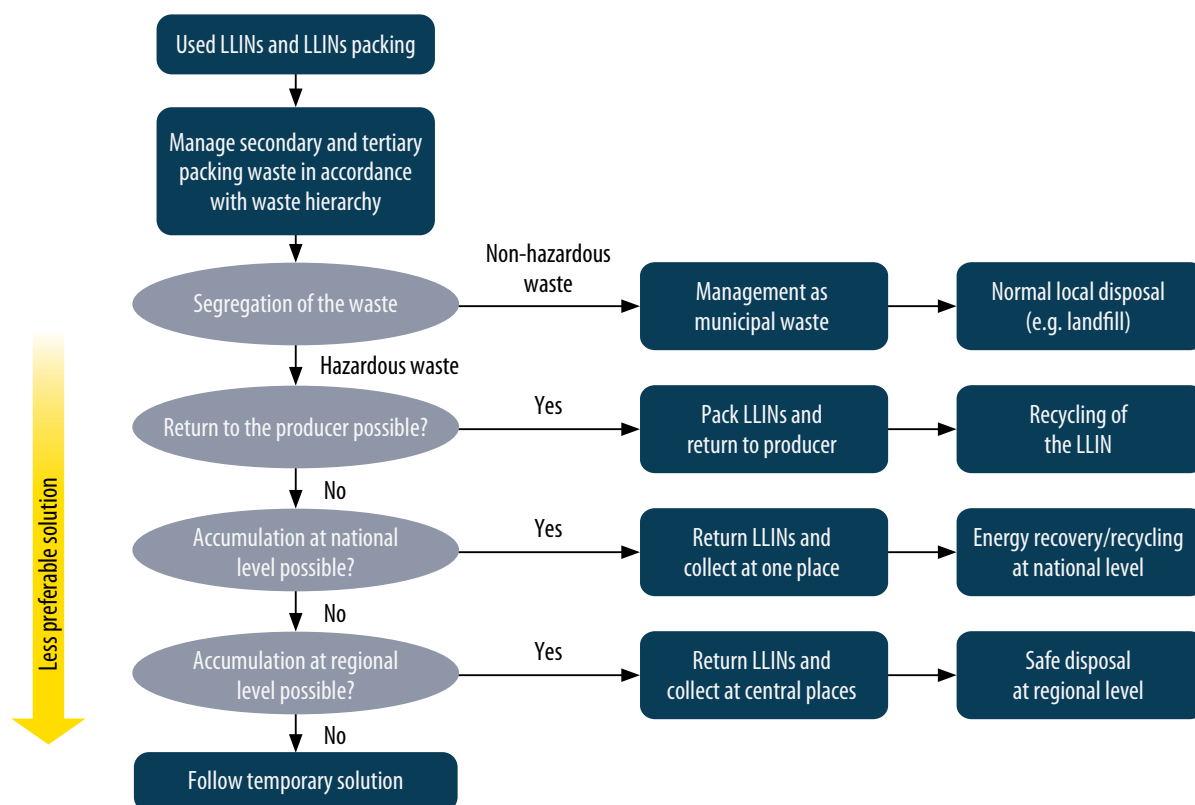 Used LLINs and LLINs packing
Manage secondary and tertiary
packing waste in accordance
with waste hierarchy
Segregation of the waste
Non-hazardous
waste
Management as
municipal waste
Normal local disposal
(e.g. landfill)
Hazardous waste
Return to the producer possible?
Yes
Pack LLINs and
return to producer
Recycling of
the LLIN
No
Accumulation at national
level possible?
Yes
Return LLINs and
collect at one place
Energy recovery/recycling
at national level
No
Accumulation at regional
level possible?
Yes
Return LLINs and
collect at central places
Safe disposal
at regional level
No
Follow temporary solution
Less preferable solution